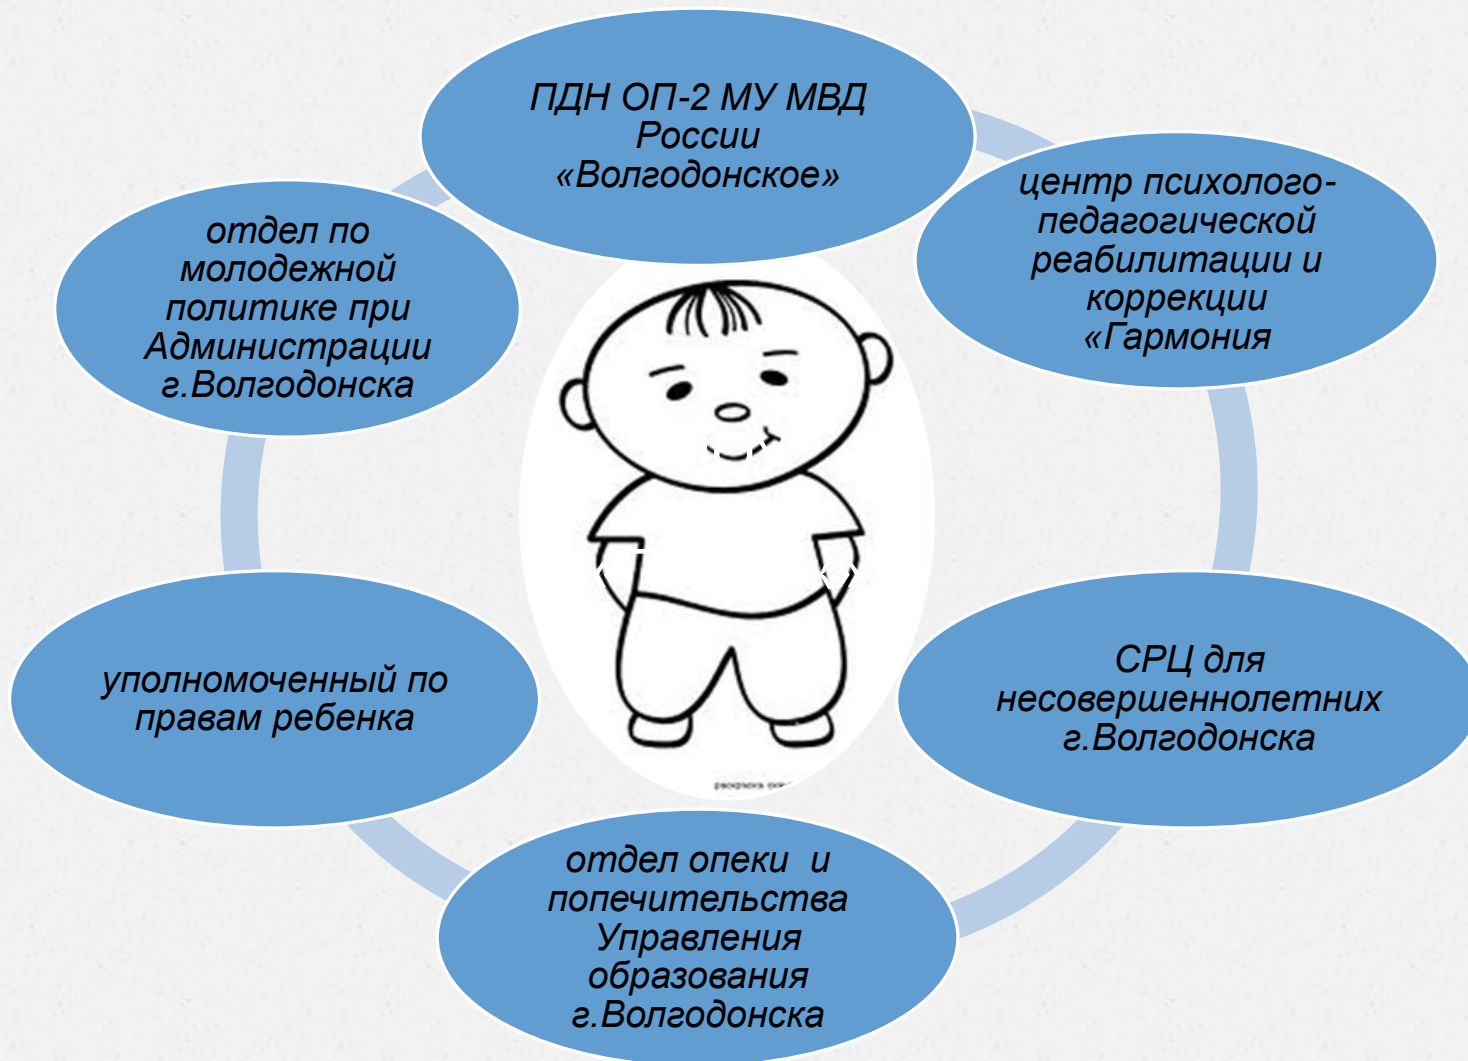 ПДН ОП-2 МУ МВД
России
«Волгодонское»
центр психолого-
педагогической
реабилитации и
коррекции
«Гармония
СРЦ для
несовершеннолетних
г.Волгодонска
отдел опеки и
попечительства
Управления
образования
г.Волгодонска
уполномоченный по
правам ребенка
отдел по
молодежной
политике при
Администрации
г.Волгодонска